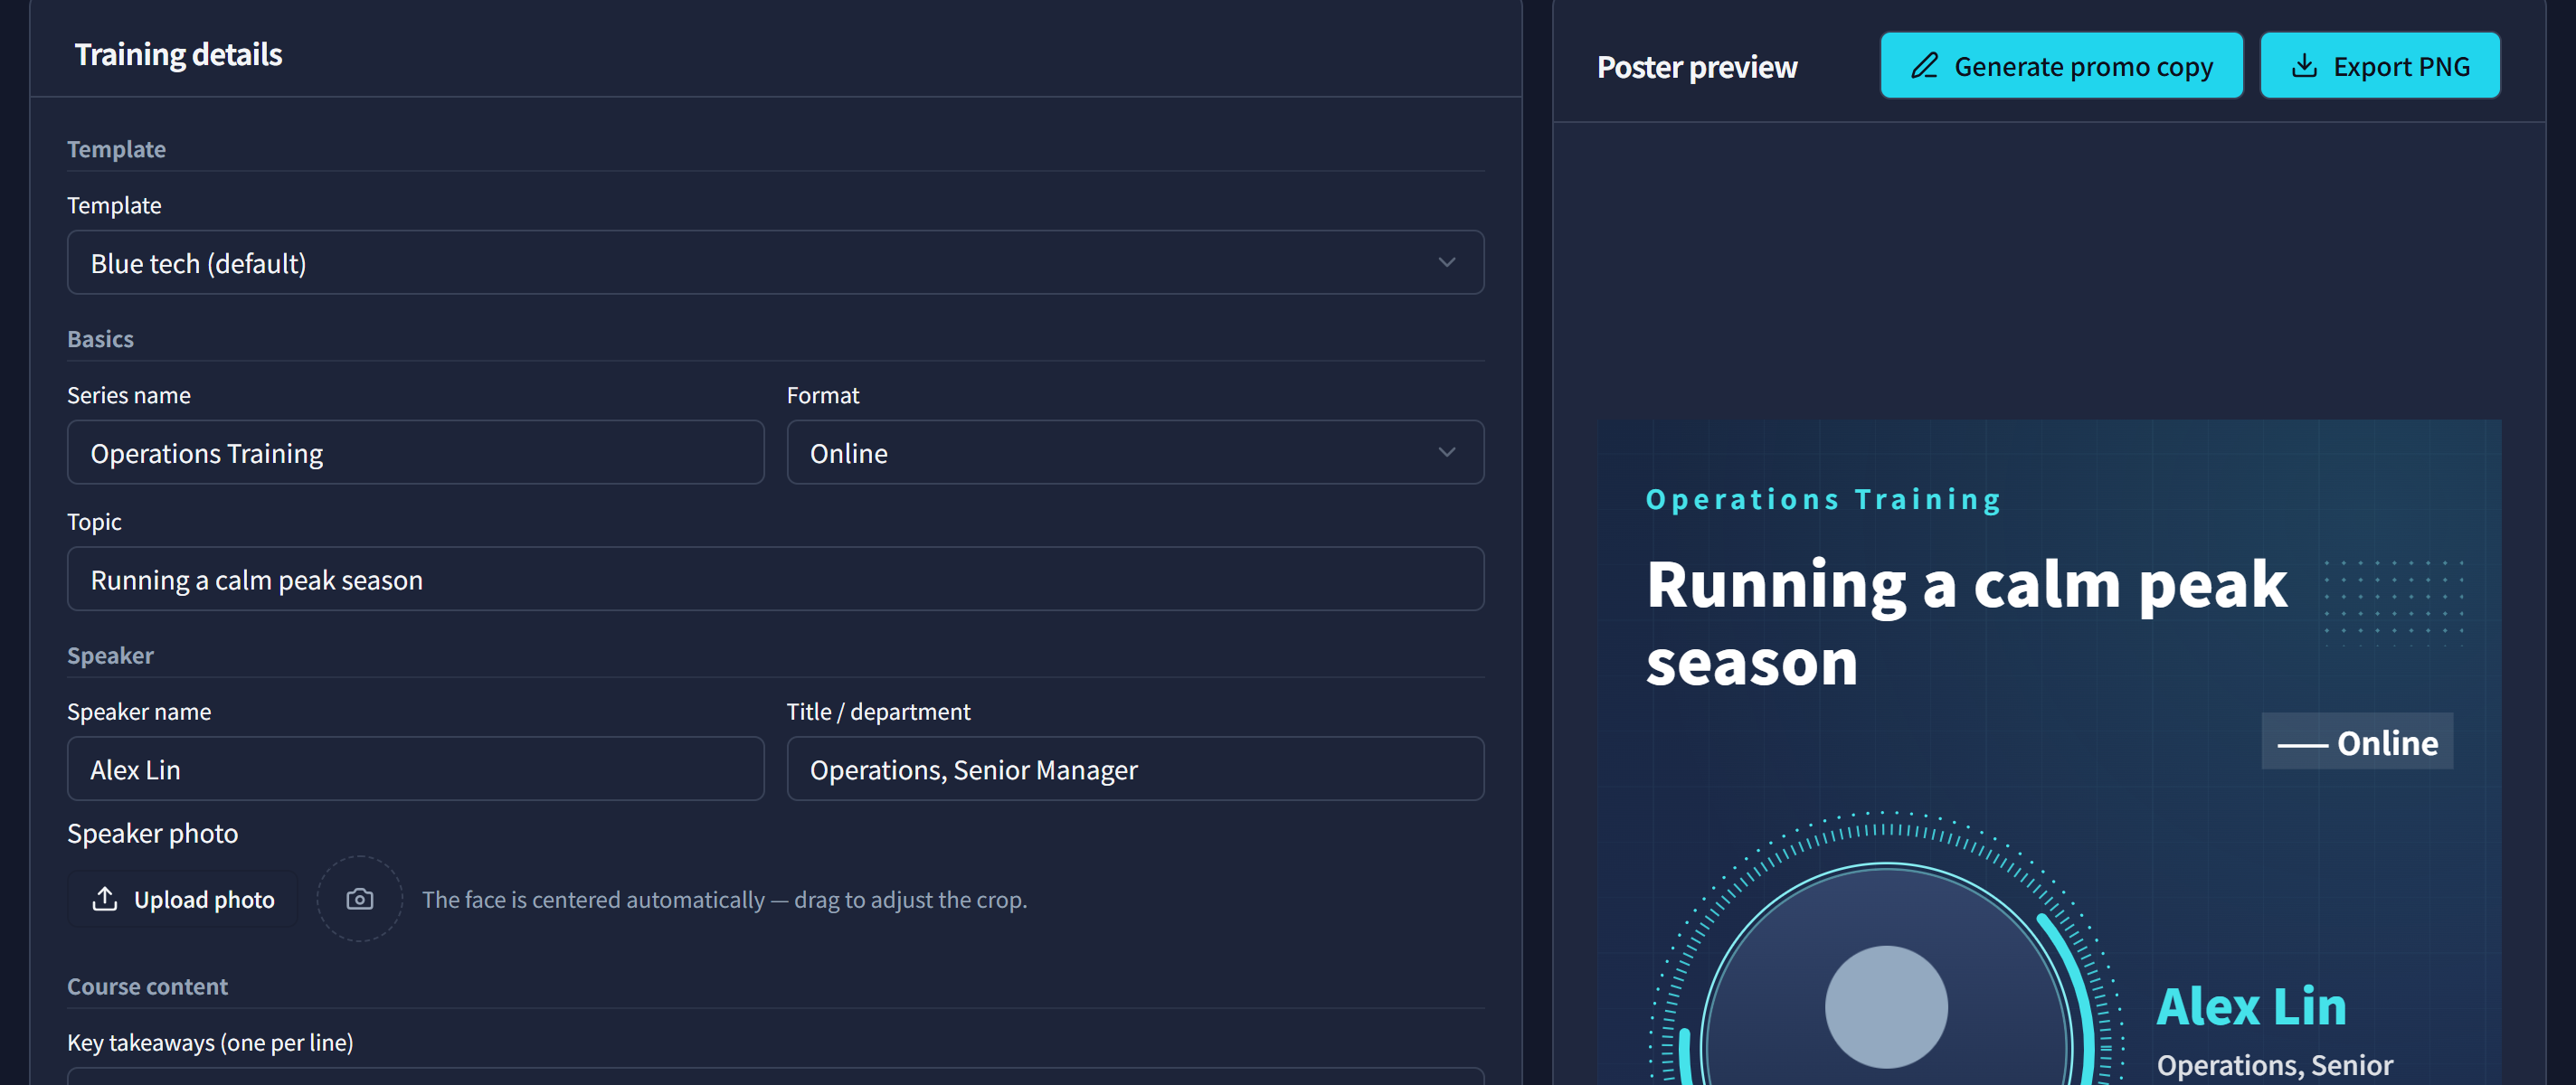 Training details
Template
Template
Blue tech (default)
Basics
Series name
Format
Operations Training
Online
Topic
Running a calm peak season
Speaker
Speaker name
Title / department
Alex Lin
Operations, Senior Manager
Speaker photo
Upload photo
The face is centered automatically — drag to adjust the crop.
Course content
Key takeaways (one per line)
Poster preview
Generate promo copy
Export PNG
Operations Training
Running a calm peak
season
— Online
Alex Lin
Operations, Senior